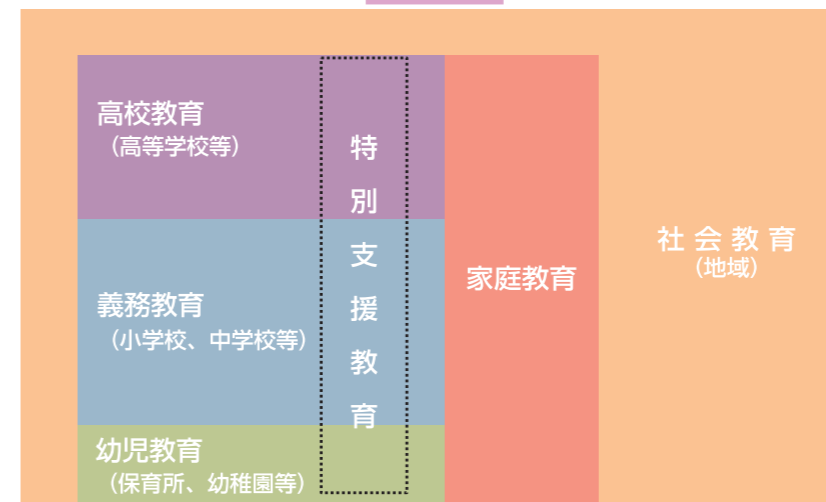 高校教育
（高等学校等）
特別支援教育
義務教育
（小学校、中学校等）
幼児教育
（保育所、幼稚園等）
家庭教育
社会教育
（地域）